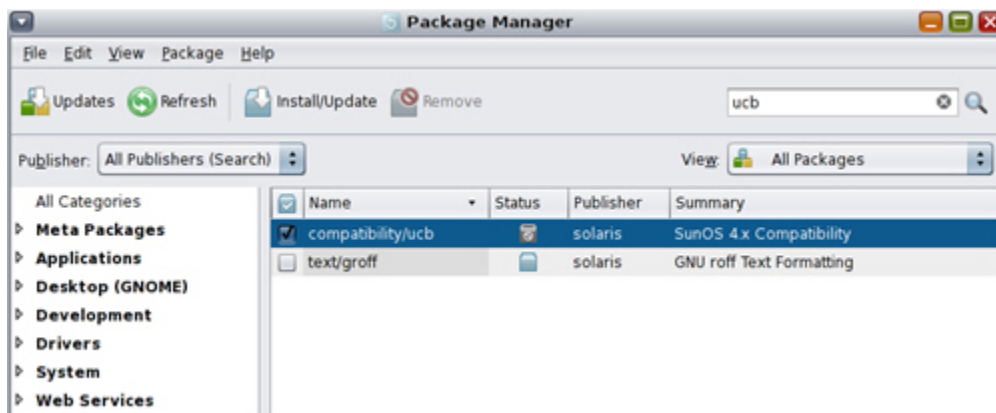 Package Manager
File Edit View Package Help
Updates Refresh Install/Update Remove ucb
Publisher: All Publishers (Search) View: All Packages
All Categories
Meta Packages
Applications
Desktop (GNOME)
Development
Drivers
System
Web Services
Name Status Publisher Summary
compatibility/ucb solaris SunOS 4.x Compatibility
text/groff solaris GNU roff Text Formatting